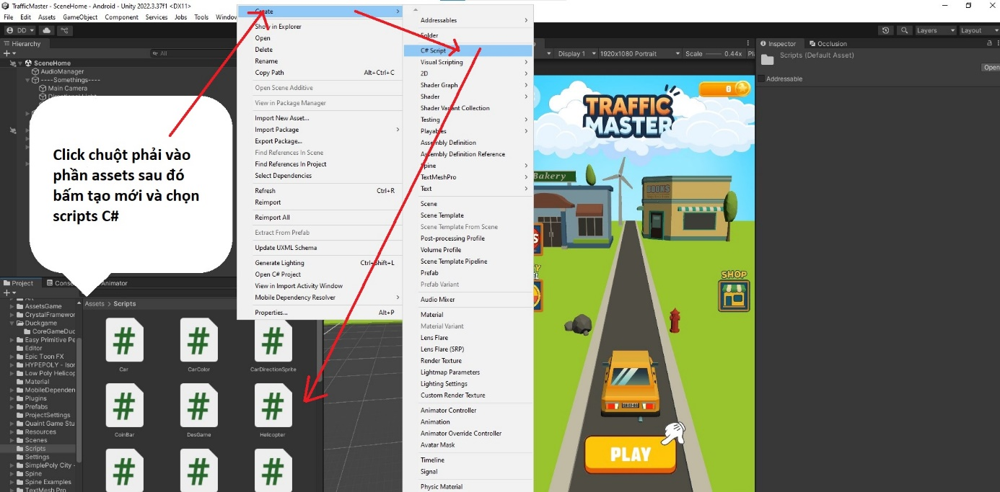 TrafficMaster - SceneHome - Android - Unity 2022.3.37f1 <DX11>
File Edit Assets GameObject Component Services Jobs Tools Window
DD
Layers Layout
Hierarchy
All
SceneHome
AudioManager
----Somethings----
Main Camera
Click chuột phải vào
phần assets sau đó
bấm tạo mới và chọn
scripts C#
Create
Show in Explorer
Open
Delete
Rename
Copy Path Alt+Ctrl+C
Open Scene Additive
View in Package Manager
Import New Asset...
Import Package
Export Package...
Find References In Scene
Find References In Project
Select Dependencies
Refresh Ctrl+R
Reimport
Reimport All
Extract From Prefab
Update UXML Schema
Generate Lighting Ctrl+Shift+L
Open C# Project
View in Import Activity Window
Mobile Dependency Resolver
Properties... Alt+P
Addressables
Folder
C# Script
Visual Scripting
2D
Shader Graph
Shader
Shader Variant Collection
Testing
Playables
Assembly Definition
Assembly Definition Reference
Spine
TextMeshPro
Text
Scene
Scene Template
Scene Template From Scene
Post-processing Profile
Volume Profile
Scene Template Pipeline
Prefab
Prefab Variant
Audio Mixer
Material
Material Variant
Lens Flare
Lens Flare (SRP)
Render Texture
Lightmap Parameters
Lighting Settings
Custom Render Texture
Animator Controller
Animation
Animator Override Controller
Avatar Mask
Timeline
Signal
Physic Material
Display 1 1920x1080 Portrait Scale 0.44x Pl
8
TRAFFIC
MASTER
Bakery
SHOP
PLAY
Inspector Occlusion
Scripts (Default Asset)
Open
Addressable
Project Conso Animator
Assets > Scripts
AssetsGame
CrystalFramewor
Duckgame
CoreGameDuc
Easy Primitive Pe
Editor
Epic Toon FX
HYPEPOLY - Isor
Low Poly Helicop
Material
MobileDependen
Plugins
Prefabs
ProjectSettings
Quaint Game Stu
Resources
Scenes
Scripts
Settings
SimplePoly City -
Spine
Spine Examples
TextMesh Pro
Car CarColor CarDirectionSprite
CoinBar DesGame Helicopter